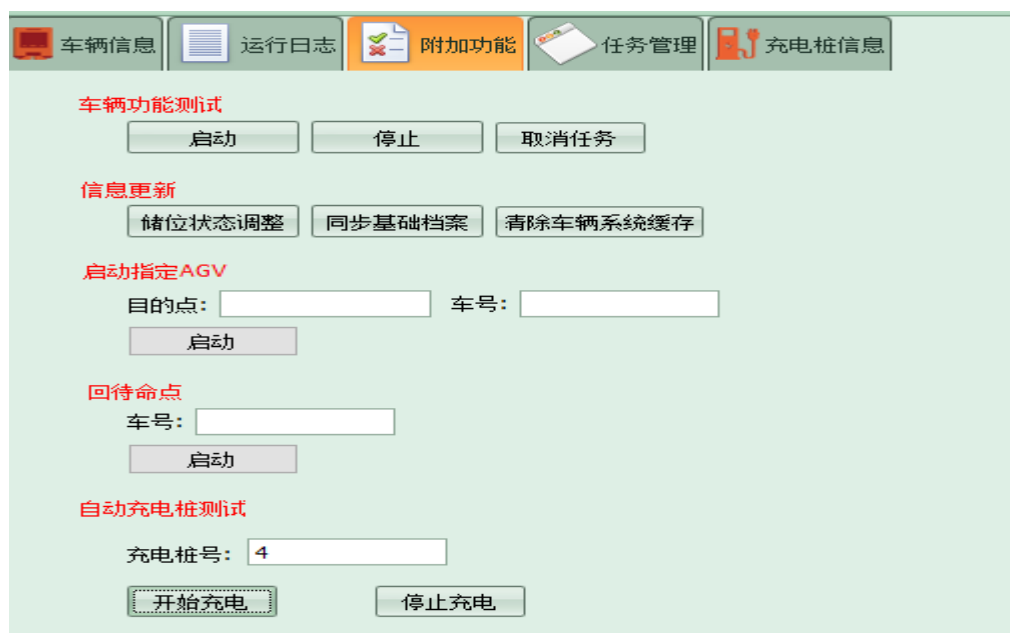 车辆信息 运行日志 附加功能 任务管理 充电桩信息
车辆功能测试
启动 停止 取消任务
信息更新
储位状态调整 同步基础档案 清除车辆系统缓存
启动指定AGV
目的点: 车号:
启动
回待命点
车号:
启动
自动充电桩测试
充电桩号: 4
开始充电 停止充电